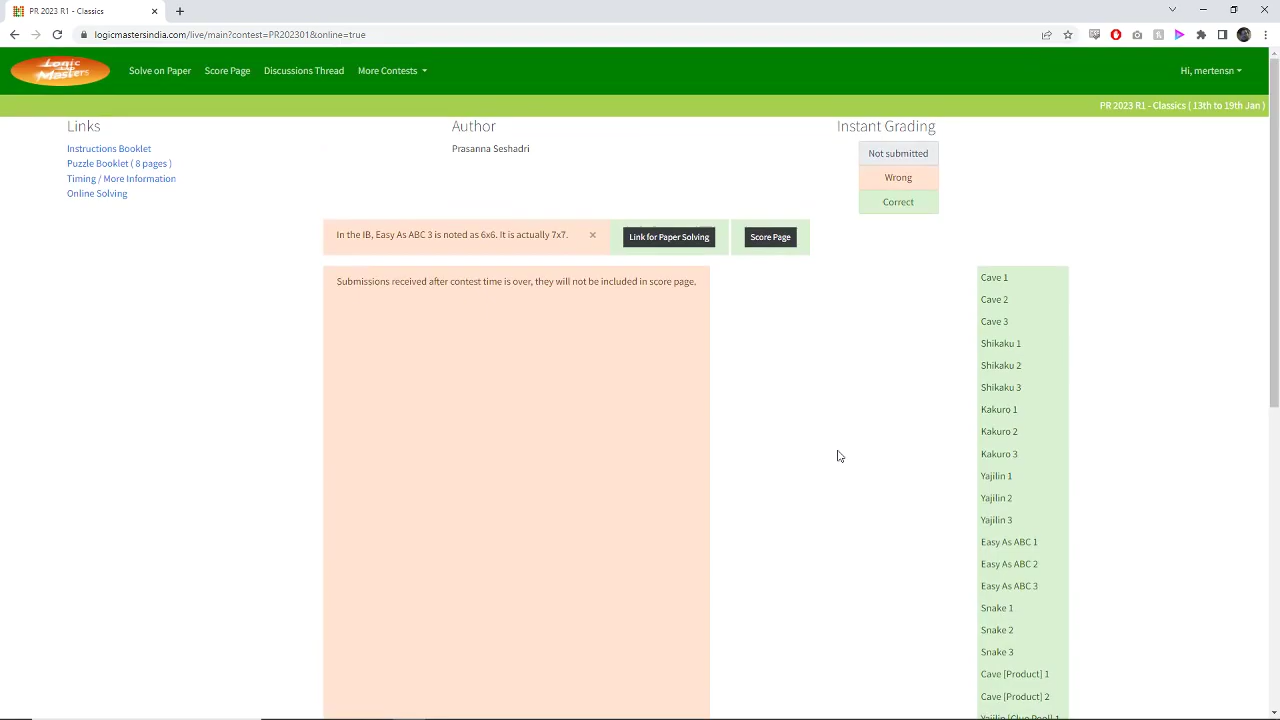 PR 2023 R1 - Classics
logicmastersindia.com/live/main?contest=PR202301&online=true
Logic Masters
Solve on Paper
Score Page
Discussions Thread
More Contests
Hi, mertensn
PR 2023 R1 - Classics ( 13th to 19th Jan )
Links
Instructions Booklet
Puzzle Booklet ( 8 pages )
Timing / More Information
Online Solving
Author
Prasanna Seshadri
Instant Grading
Not submitted
Wrong
Correct
In the IB, Easy As ABC 3 is noted as 6x6. It is actually 7x7.
Link for Paper Solving
Score Page
Submissions received after contest time is over, they will not be included in score page.
Cave 1
Cave 2
Cave 3
Shikaku 1
Shikaku 2
Shikaku 3
Kakuro 1
Kakuro 2
Kakuro 3
Yajilin 1
Yajilin 2
Yajilin 3
Easy As ABC 1
Easy As ABC 2
Easy As ABC 3
Snake 1
Snake 2
Snake 3
Cave [Product] 1
Cave [Product] 2
Yajilin [Clue Pool] 1